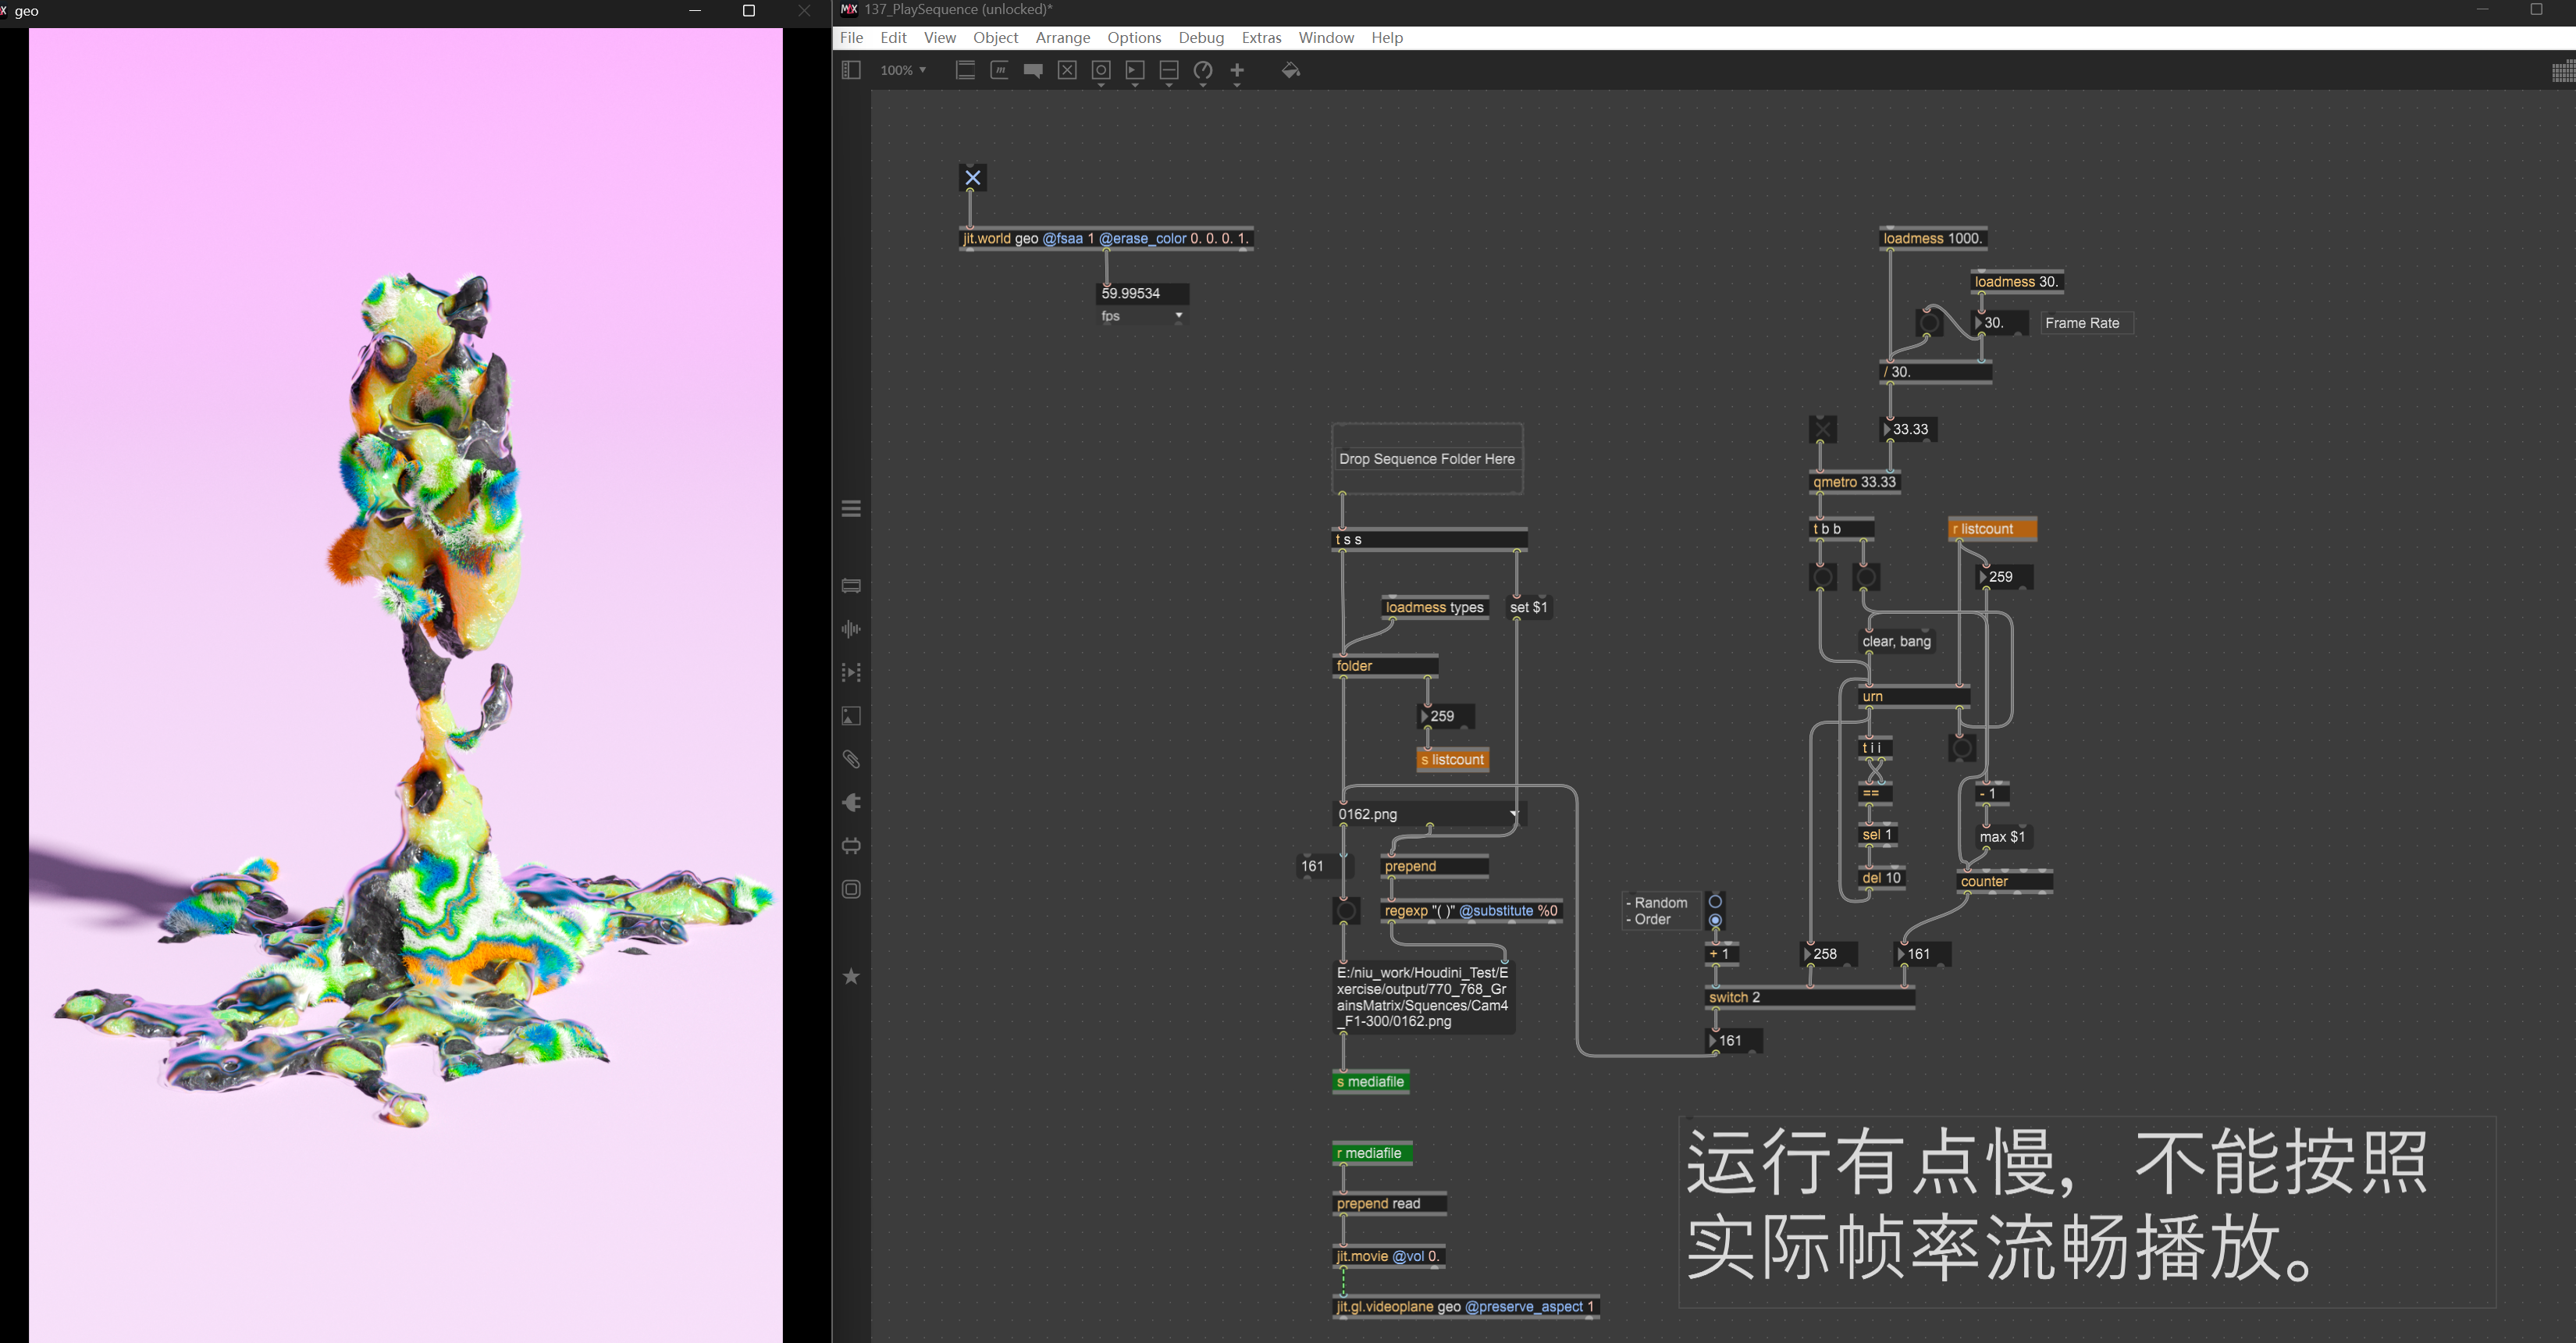 geo
137_PlaySequence (unlocked)*
File Edit View Object Arrange Options Debug Extras Window Help
100%
jit.world geo @fsaa 1 @erase_color 0. 0. 0. 1.
59.99534
fps
Drop Sequence Folder Here
t s s
loadmess types
set $1
folder
259
s listcount
0162.png
161
prepend
regexp "( )" @substitute %0
E:/niu_work/Houdini_Test/E
xercise/output/770_768_Gr
ainsMatrix/Squences/Cam4
_F1-300/0162.png
s mediafile
r mediafile
prepend read
jit.movie @vol 0.
jit.gl.videoplane geo @preserve_aspect 1
loadmess 1000.
loadmess 30.
30.
Frame Rate
/ 30.
33.33
qmetro 33.33
t b b
r listcount
259
clear, bang
urn
t i i
==
- 1
sel 1
max $1
del 10
counter
- Random
- Order
+ 1
258
161
switch 2
161
运行有点慢，不能按照
实际帧率流畅播放。